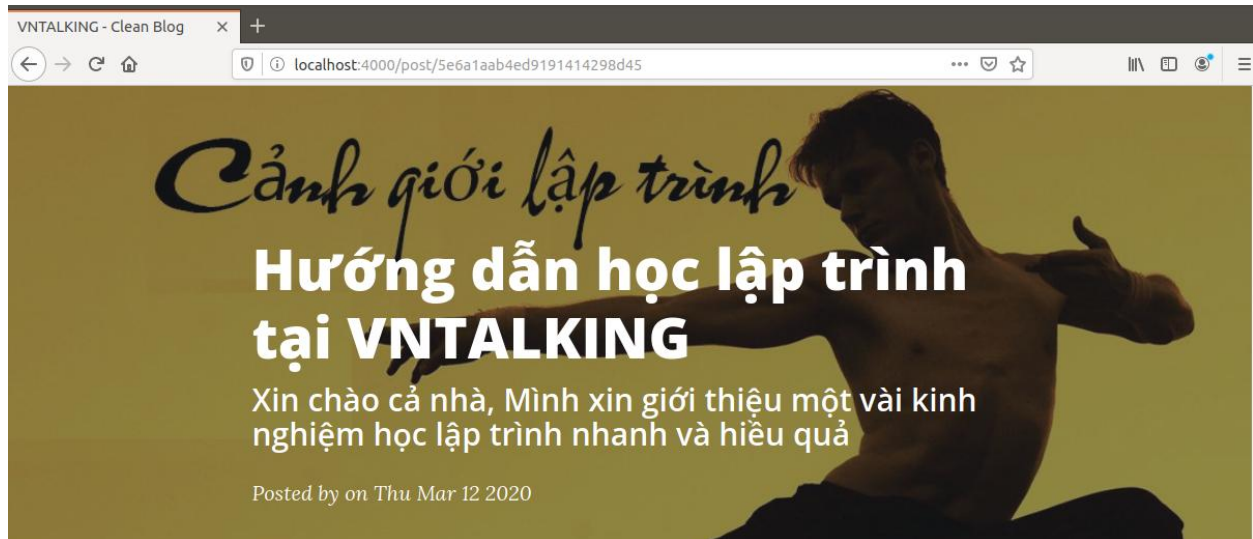 VNTALKING - Clean Blog
localhost:4000/post/5e6a1aab4ed9191414298d45
Cảnh giới lập trình
Hướng dẫn học lập trình
tại VNTALKING
Xin chào cả nhà, Mình xin giới thiệu một vài kinh
nghiệm học lập trình nhanh và hiều quả
Posted by on Thu Mar 12 2020